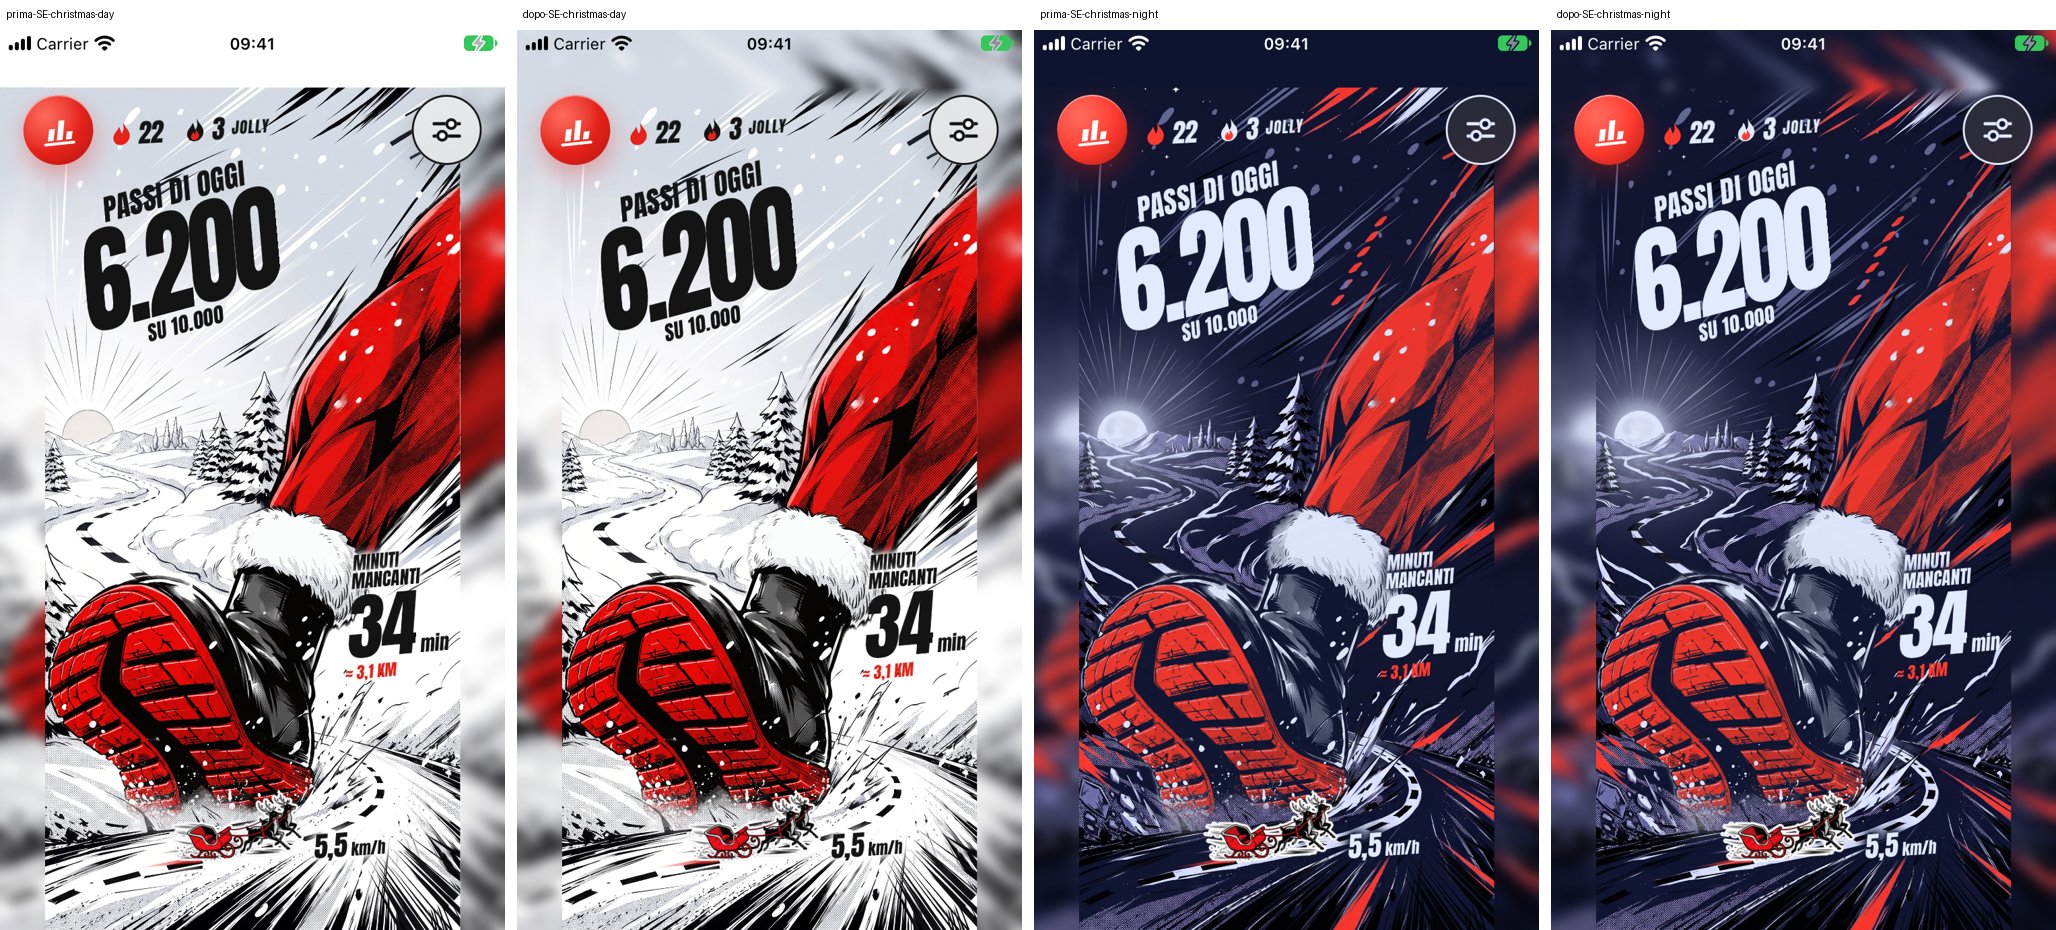 prima-SE-christmas-day
Carrier
09:41
22
3 JOLLY
PASSI DI OGGI
6.200
SU 10.000
MINUTI
MANCANTI
34 min
≈ 3,1 KM
5,5 km/h
dopo-SE-christmas-day
Carrier
09:41
22
3 JOLLY
PASSI DI OGGI
6.200
SU 10.000
MINUTI
MANCANTI
34 min
≈ 3,1 KM
5,5 km/h
prima-SE-christmas-night
Carrier
09:41
22
3 JOLLY
PASSI DI OGGI
6.200
SU 10.000
MINUTI
MANCANTI
34 min
≈ 3,1 KM
5,5 km/h
dopo-SE-christmas-night
Carrier
09:41
22
3 JOLLY
PASSI DI OGGI
6.200
SU 10.000
MINUTI
MANCANTI
34 min
≈ 3,1 KM
5,5 km/h